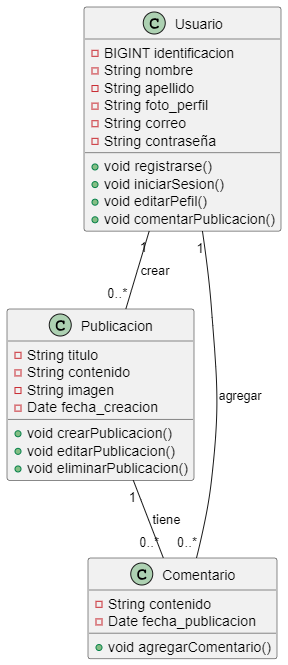 C Usuario
BIGINT identificacion
String nombre
String apellido
String foto_perfil
String correo
String contraseña
void registrarse()
void iniciarSesion()
void editarPefil()
void comentarPublicacion()
1
1
crear
0..*
C Publicacion
String titulo
String contenido
String imagen
Date fecha_creacion
void crearPublicacion()
void editarPublicacion()
void eliminarPublicacion()
agregar
1
tiene
0..*
0..*
C Comentario
String contenido
Date fecha_publicacion
void agregarComentario()